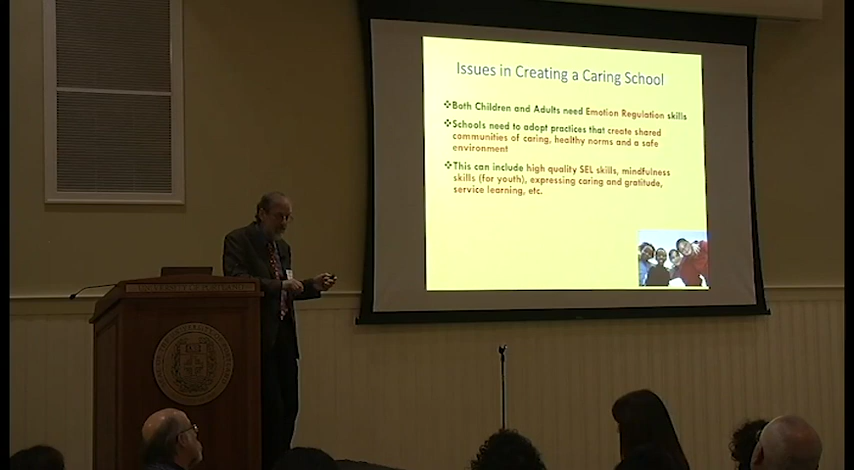 Issues in Creating a Caring School
❖Both Children and Adults need Emotion Regulation skills
❖Schools need to adopt practices that create shared
communities of caring, healthy norms and a safe
environment
❖This can include high quality SEL skills, mindfulness
skills (for youth), expressing caring and gratitude,
service learning, etc.